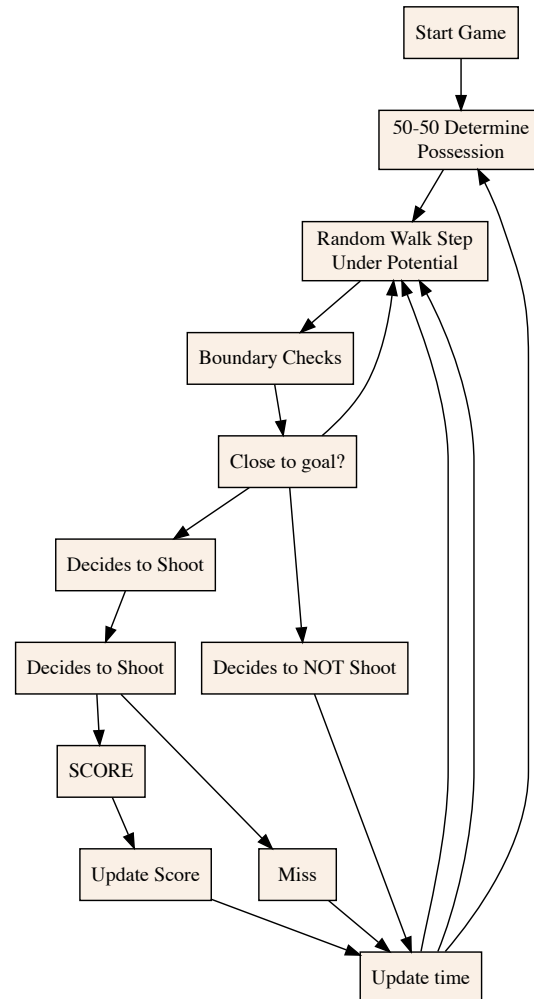 Start Game
50-50 Determine
Possession
Random Walk Step
Under Potential
Boundary Checks
Close to goal?
Decides to Shoot
Decides to Shoot
Decides to NOT Shoot
SCORE
Update Score
Miss
Update time